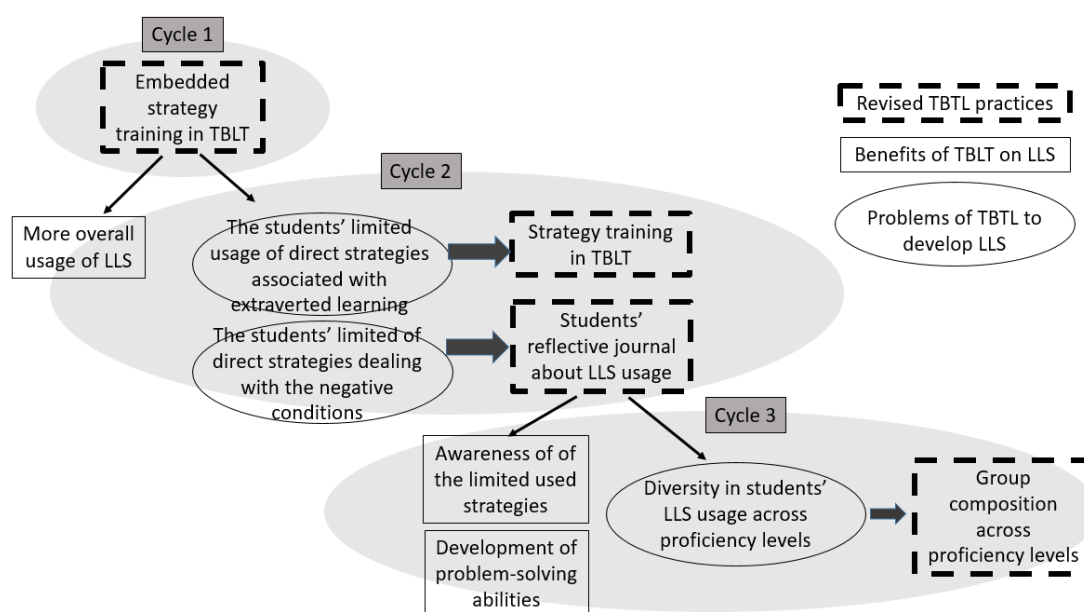 Cycle 1
Embedded
strategy
training in TBLT
Revised TBTL practices
Benefits of TBLT on LLS
Problems of TBTL to
develop LLS
Cycle 2
More overall
usage of LLS
The students' limited
usage of direct strategies
associated with
extraverted learning
Strategy training
in TBLT
The students' limited of
direct strategies dealing
with the negative
conditions
Students'
reflective journal
about LLS usage
Cycle 3
Awareness of of
the limited used
strategies
Development of
problem-solving
abilities
Diversity in students'
LLS usage across
proficiency levels
Group
composition
across
proficiency levels